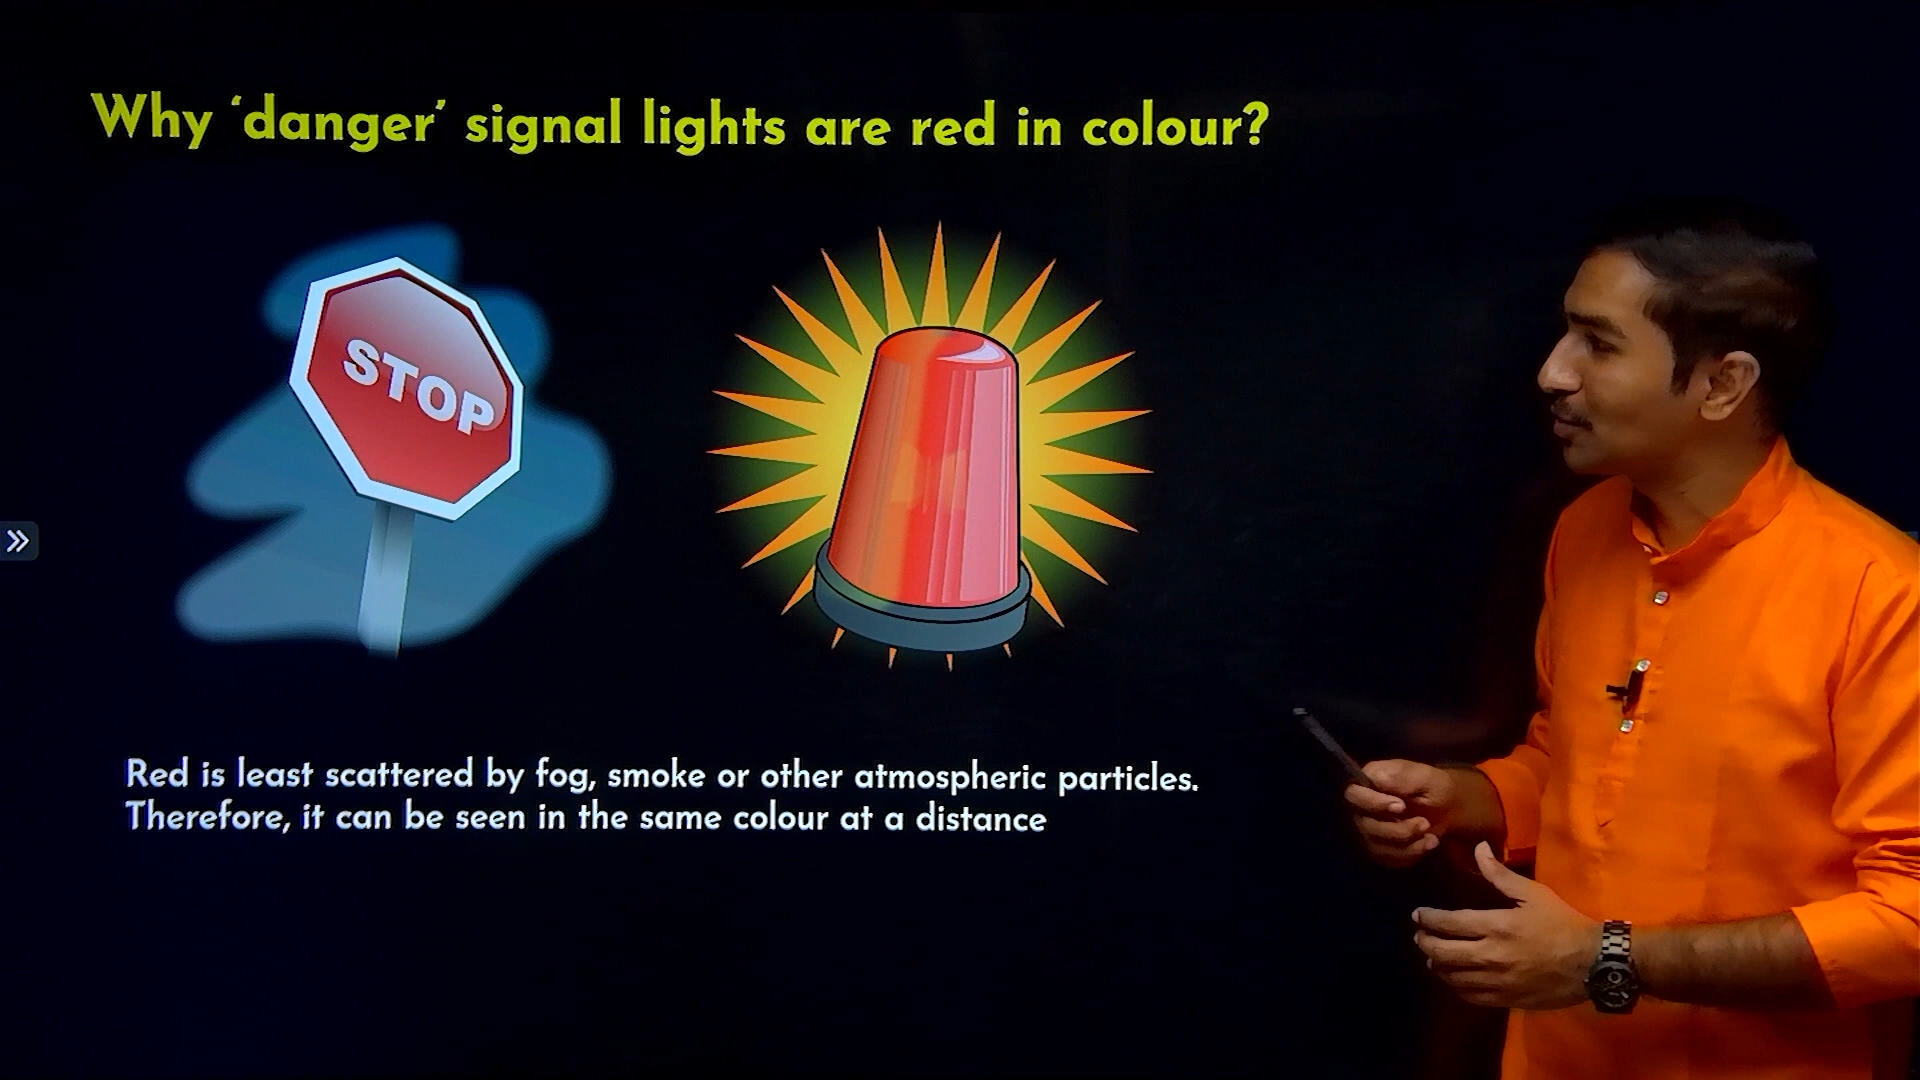 Why ‘danger’ signal lights are red in colour?
STOP
Red is least scattered by fog, smoke or other atmospheric particles.
Therefore, it can be seen in the same colour at a distance